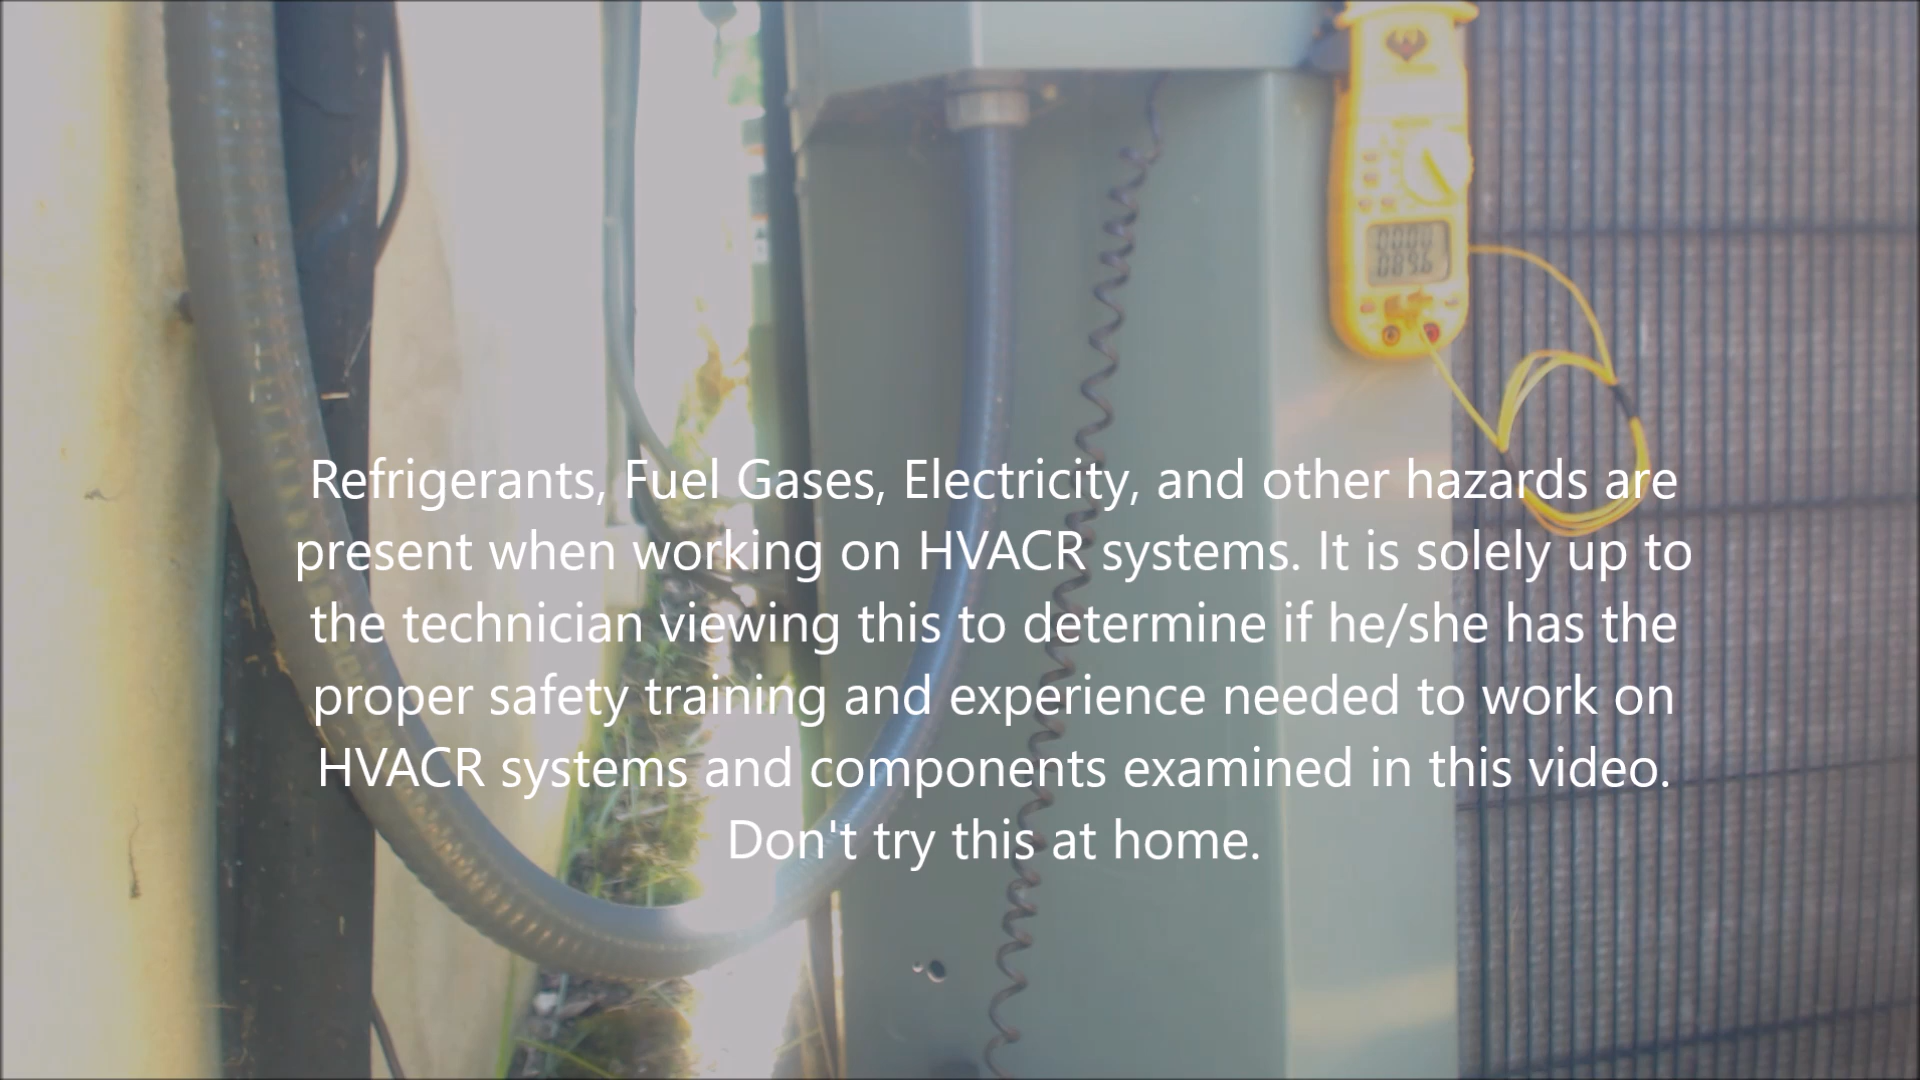 Refrigerants, Fuel Gases, Electricity, and other hazards are
present when working on HVACR systems. It is solely up to
the technician viewing this to determine if he/she has the
proper safety training and experience needed to work on
HVACR systems and components examined in this video.
Don't try this at home.